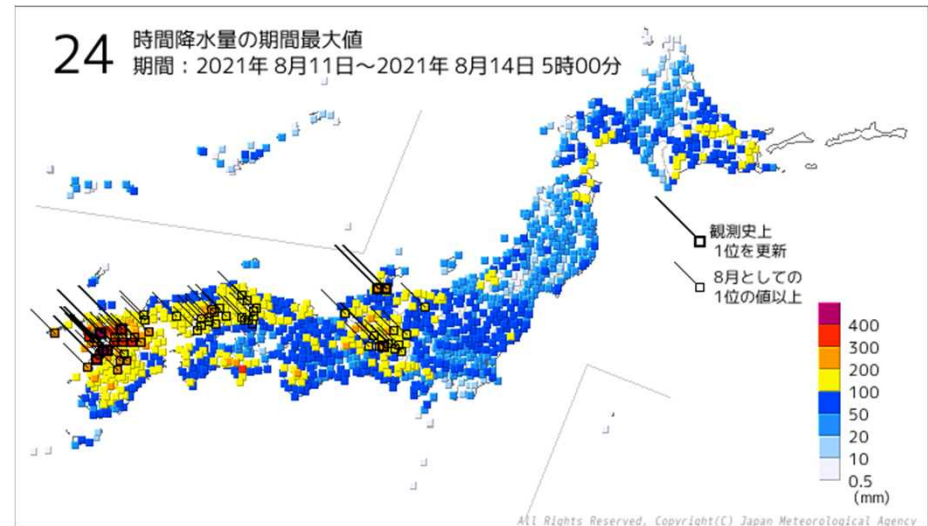 24 時間降水量の期間最大値
期間：2021年 8月11日～2021年 8月14日 5時00分
観測史上
1位を更新
8月としての
1位の値以上
400
300
200
100
50
20
10
0.5
(mm)
All Rights Reserved, Copyright(C) Japan Meteorological Agency